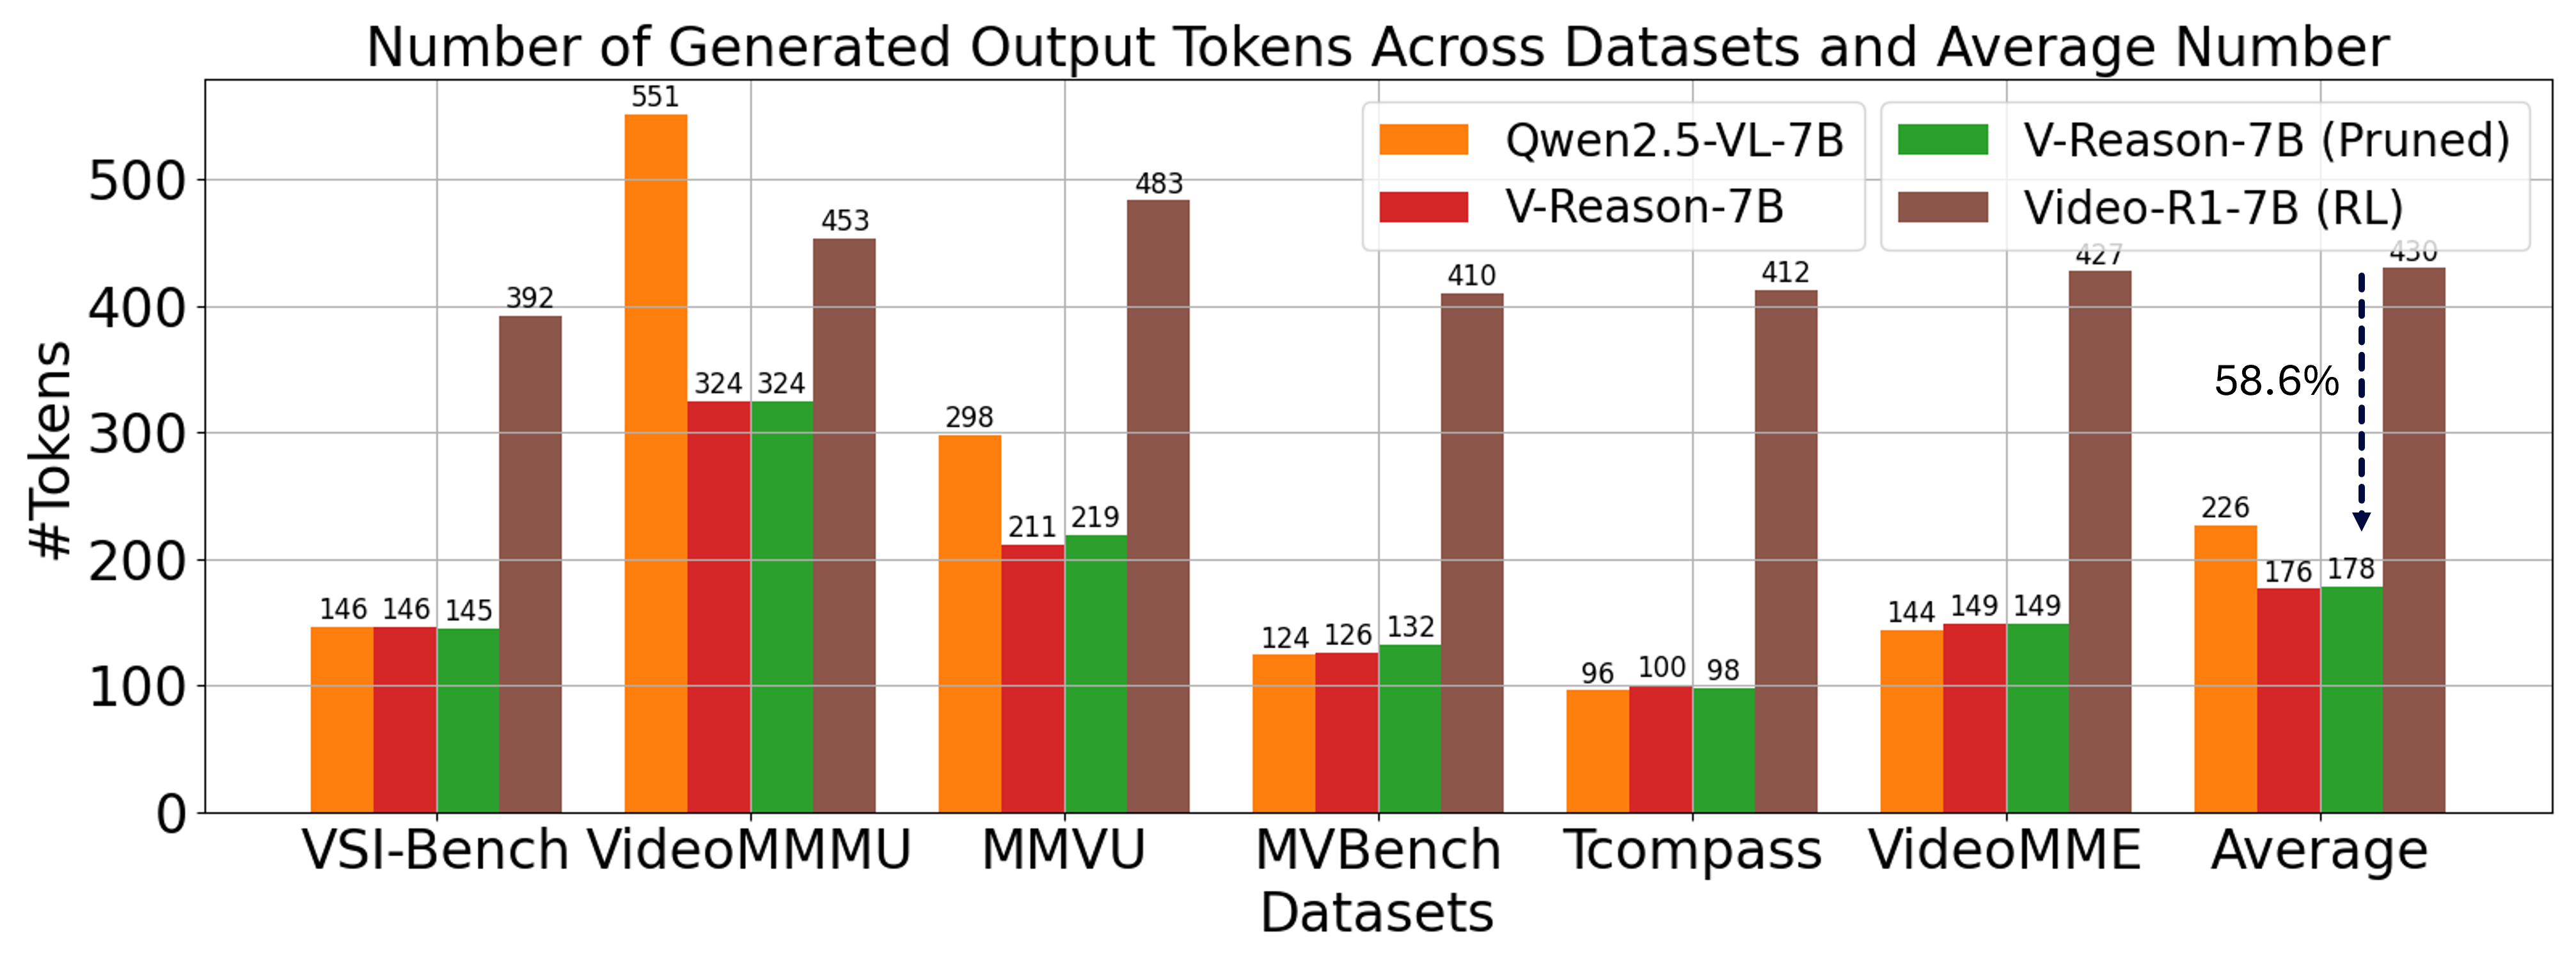 Number of Generated Output Tokens Across Datasets and Average Number
Qwen2.5-VL-7B
V-Reason-7B
V-Reason-7B (Pruned)
Video-R1-7B (RL)
#Tokens
500
400
300
200
100
0
146 146 145 392
551 324 324 453
298 211 219 483
124 126 132 410
96 100 98 412
144 149 149 427
226 176 178 430
58.6%
VSI-Bench VideoMMMU MMVU MVBench Tcompass VideoMME Average
Datasets